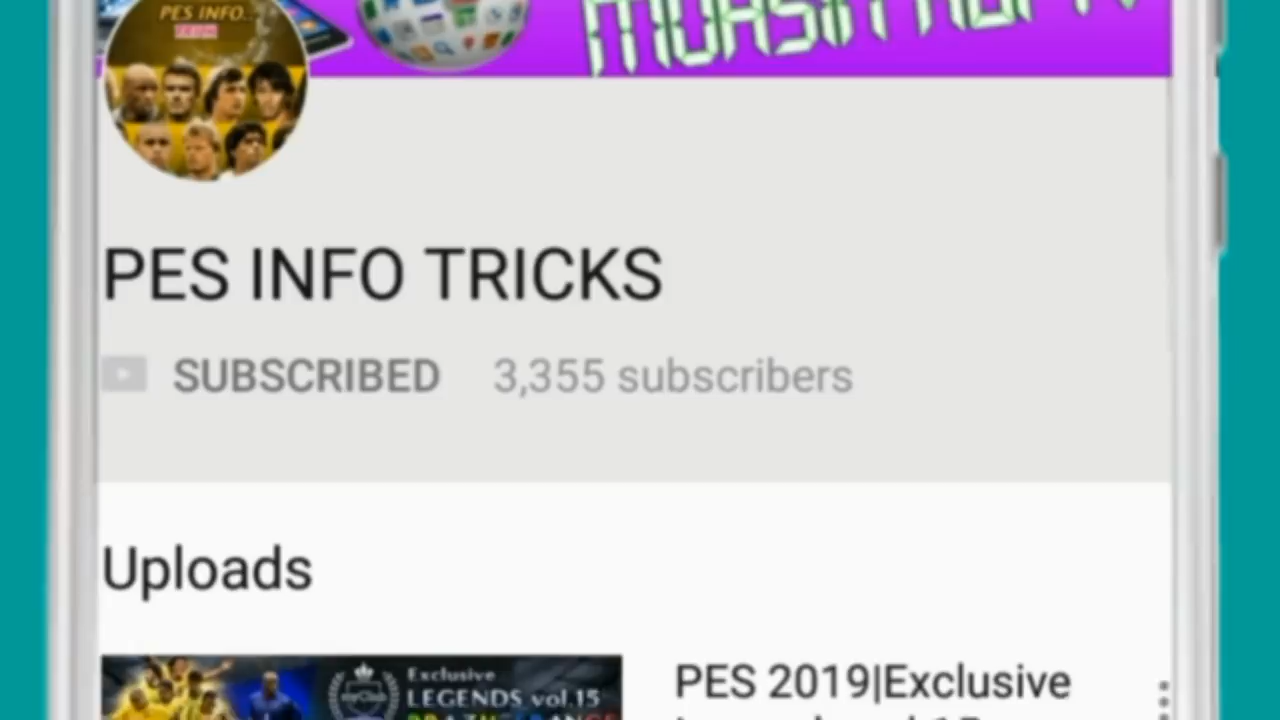 PES INFO..
PES INFO TRICKS
SUBSCRIBED 3,355 subscribers
Uploads
Exclusive
LEGENDS vol.15
PES 2019|Exclusive